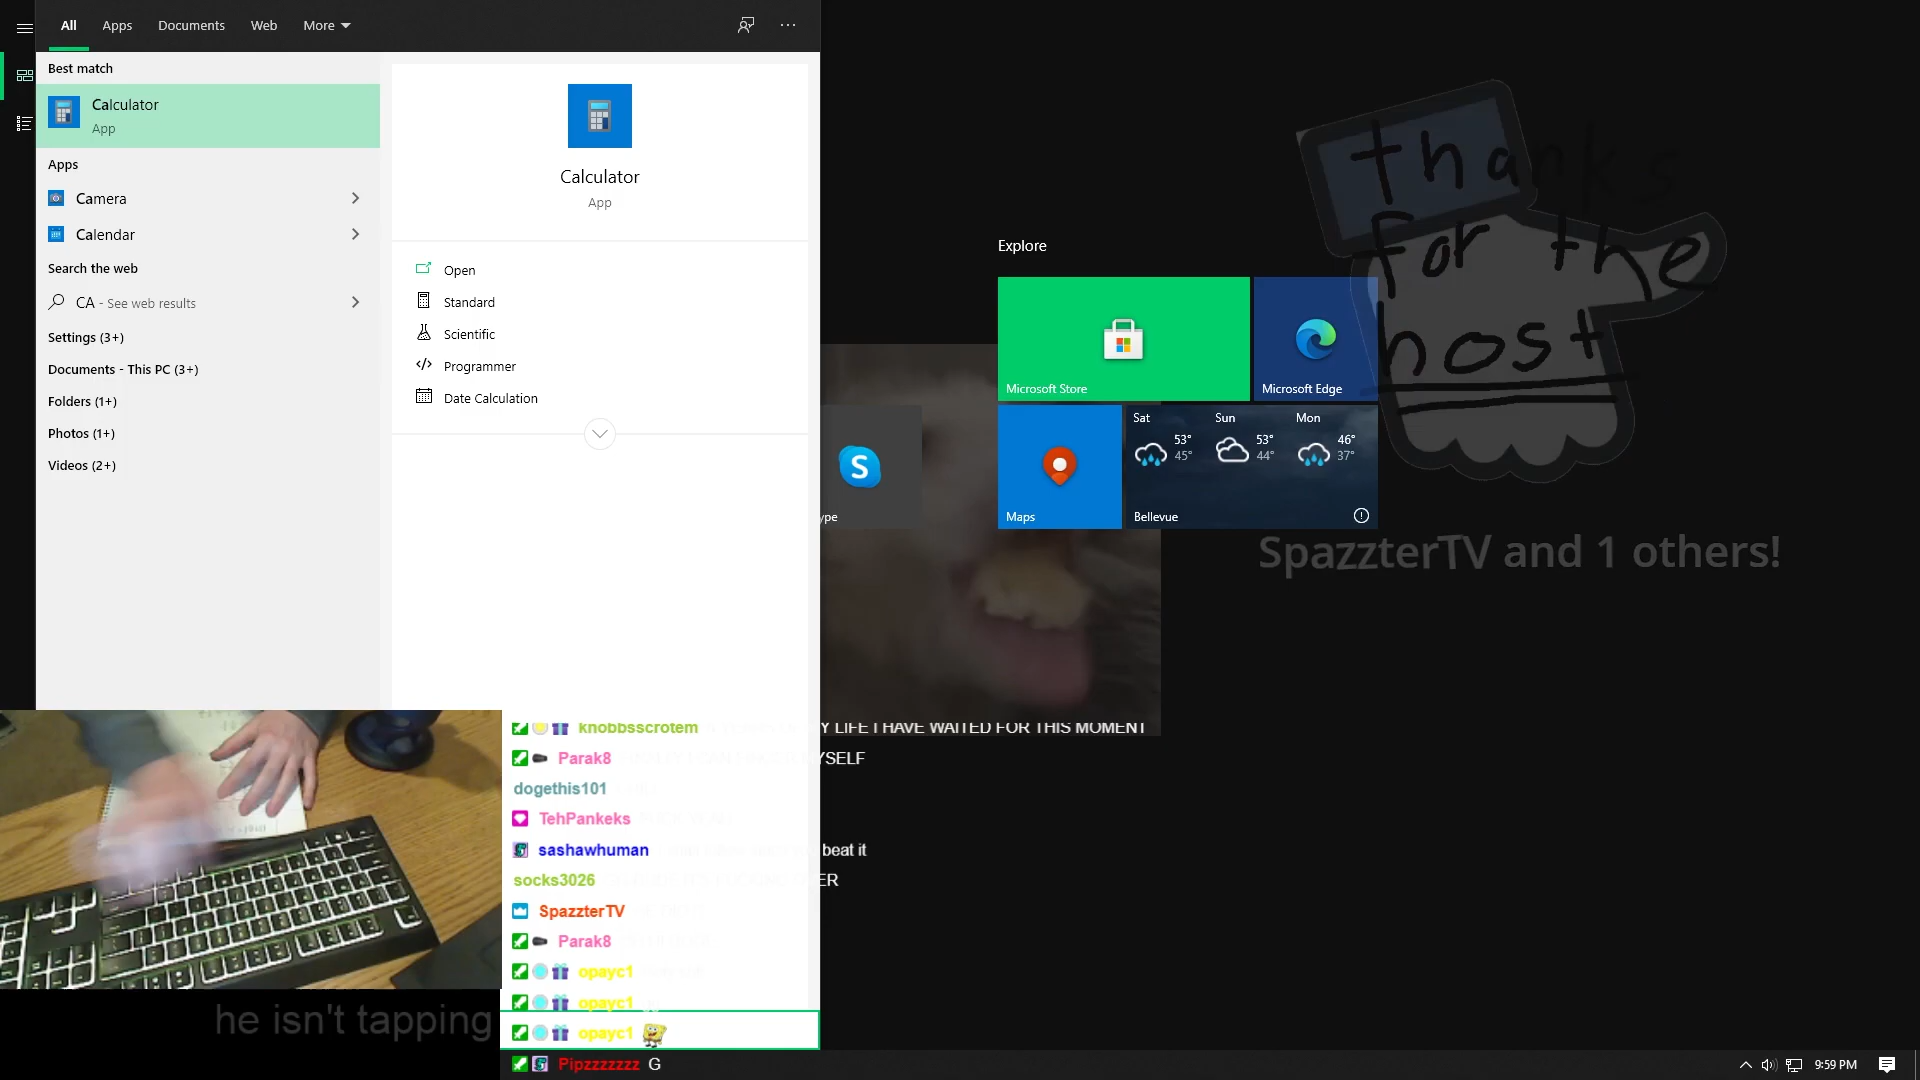 All Apps Documents Web More
Best match
Calculator
App
Apps
Camera
Calendar
Search the web
CA - See web results
Settings (3+)
Documents - This PC (3+)
Folders (1+)
Photos (1+)
Videos (2+)
Calculator
App
Open
Standard
Scientific
Programmer
Date Calculation
Explore
Microsoft Store
Microsoft Edge
Maps
Sat Sun Mon
53° 53° 46°
45° 44° 37°
Bellevue
thanks
for the
host
SpazzterTV and 1 others!
knobbsscrotem LIFE I HAVE WAITED FOR THIS MOMENT
Parak8
dogethis101
TehPankeks
sashawhuman beat it
socks3026
SpazzterTV
Parak8
opayc1
opayc1
opayc1
Pipzzzzzzz G
he isn't tapping
9:59 PM